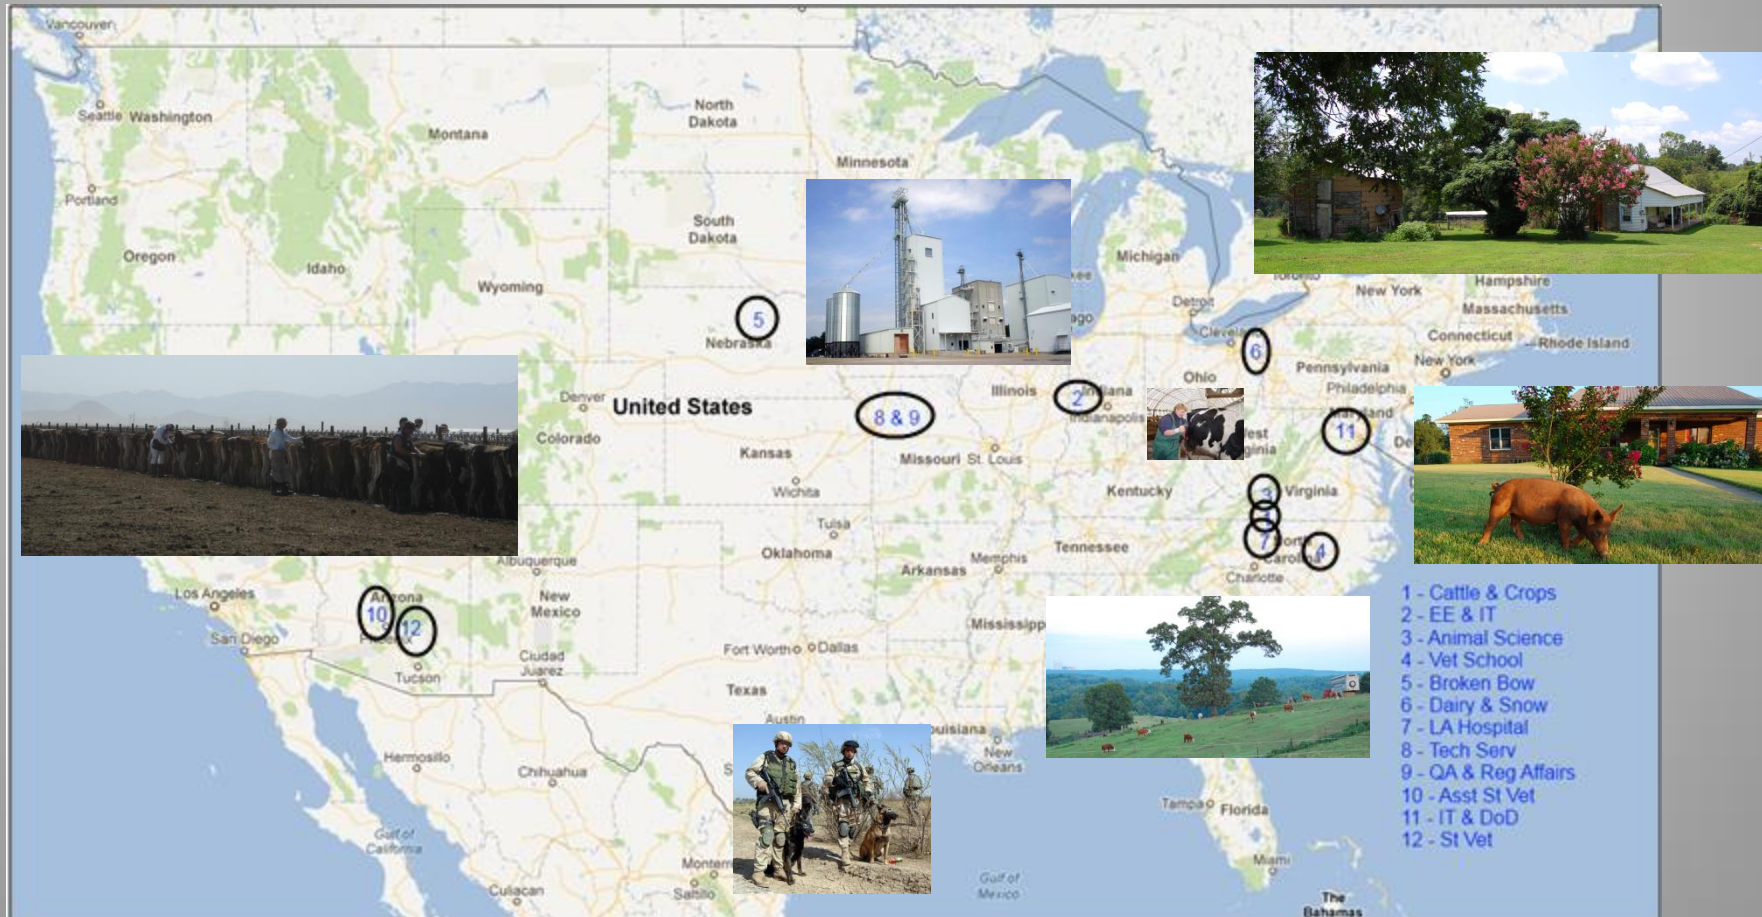 Vancouver
Seattle
Washington
North
Dakota
Montana
Minnesota
Portland
South
Dakota
Oregon
Idaho
Michigan
Wyoming
Toronto
Hampshire
New York
Massachusetts
Detroit
5
Nebraska
Connecticut
Rhode Island
6
New York
Pennsylvania
Ohio
Philadelphia
Denver
United States
Illinois
2
Indiana
Indianapolis
Maryland
8 & 9
11
Colorado
Kansas
Missouri
St. Louis
Wichita
Kentucky
3
Virginia
Tulsa
Oklahoma
Tennessee
7
4
Albuquerque
Arkansas
Memphis
Charlotte
Los Angeles
Arizona
New
Mexico
10
12
San Diego
Fort Worth
Dallas
Tucson
Ciudad
Juarez
Texas
Austin
Hermosillo
Chihuahua
New
Orleans
Tampa
Florida
Gulf of
California
Miami
Saltillo
Culiacan
Gulf of
Mexico
The
Bahamas
1 - Cattle & Crops
2 - EE & IT
3 - Animal Science
4 - Vet School
5 - Broken Bow
6 - Dairy & Snow
7 - LA Hospital
8 - Tech Serv
9 - QA & Reg Affairs
10 - Asst St Vet
11 - IT & DoD
12 - St Vet